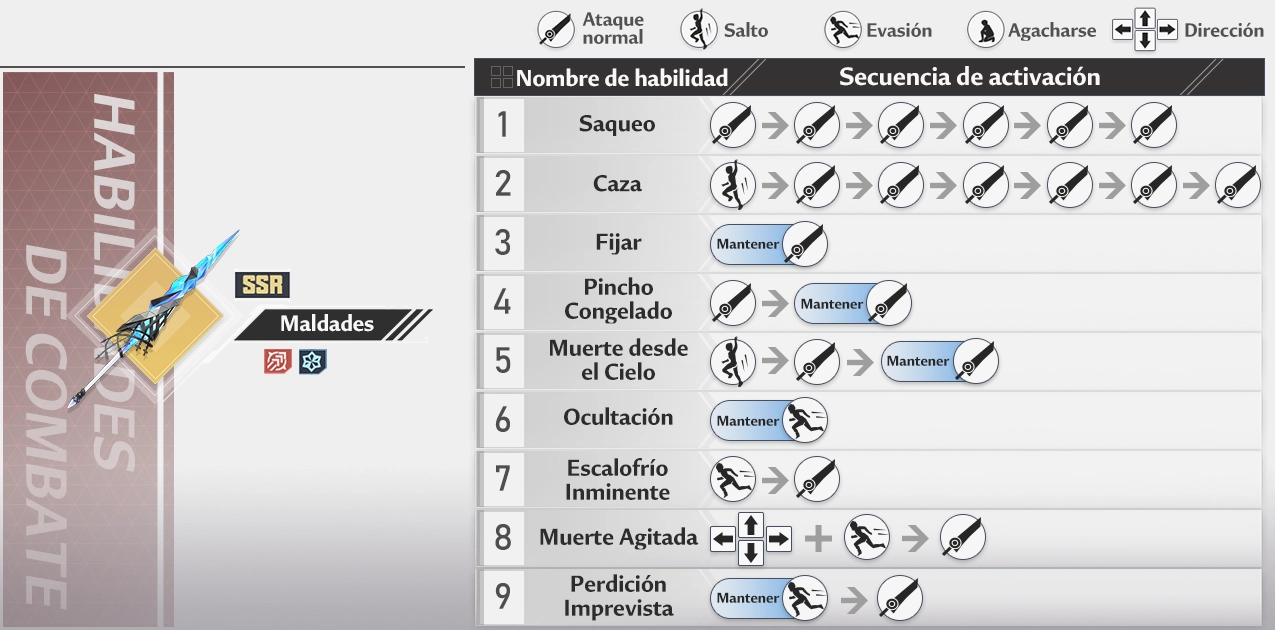 Ataque
normal
Salto
Evasión
Agacharse
Dirección
HABILIDADES
DE COMBATE
SSR
Maldades
Nombre de habilidad
Secuencia de activación
1 Saqueo
2 Caza
3 Fijar Mantener
4 Pincho
Congelado Mantener
5 Muerte desde
el Cielo Mantener
6 Ocultación Mantener
7 Escalofrío
Inminente
8 Muerte Agitada
9 Perdición
Imprevista Mantener